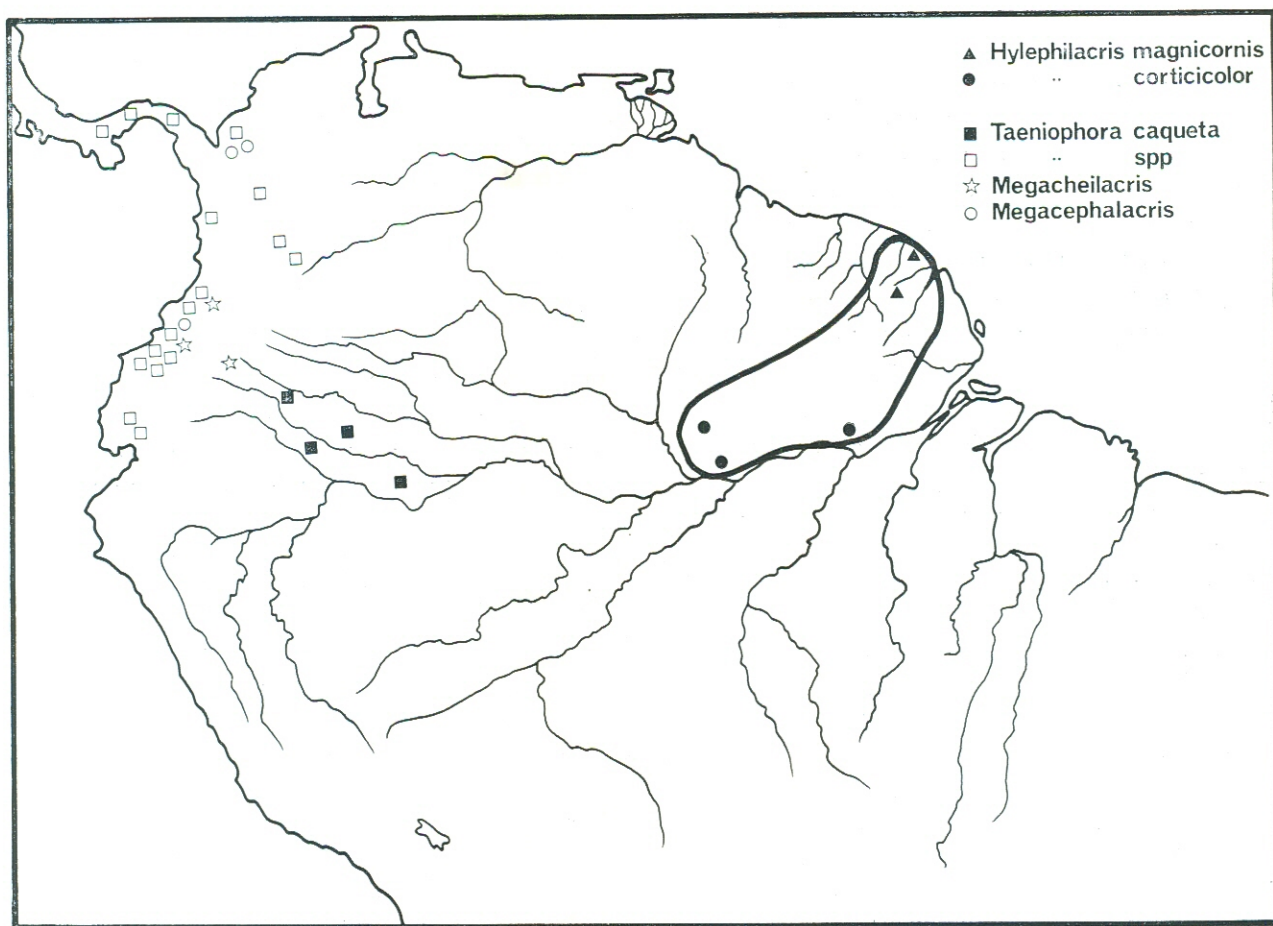 Hylephilacris magnicornis
" corticicolor
Taeniophora caqueta
" spp
Megacheilacris
Megacephalacris